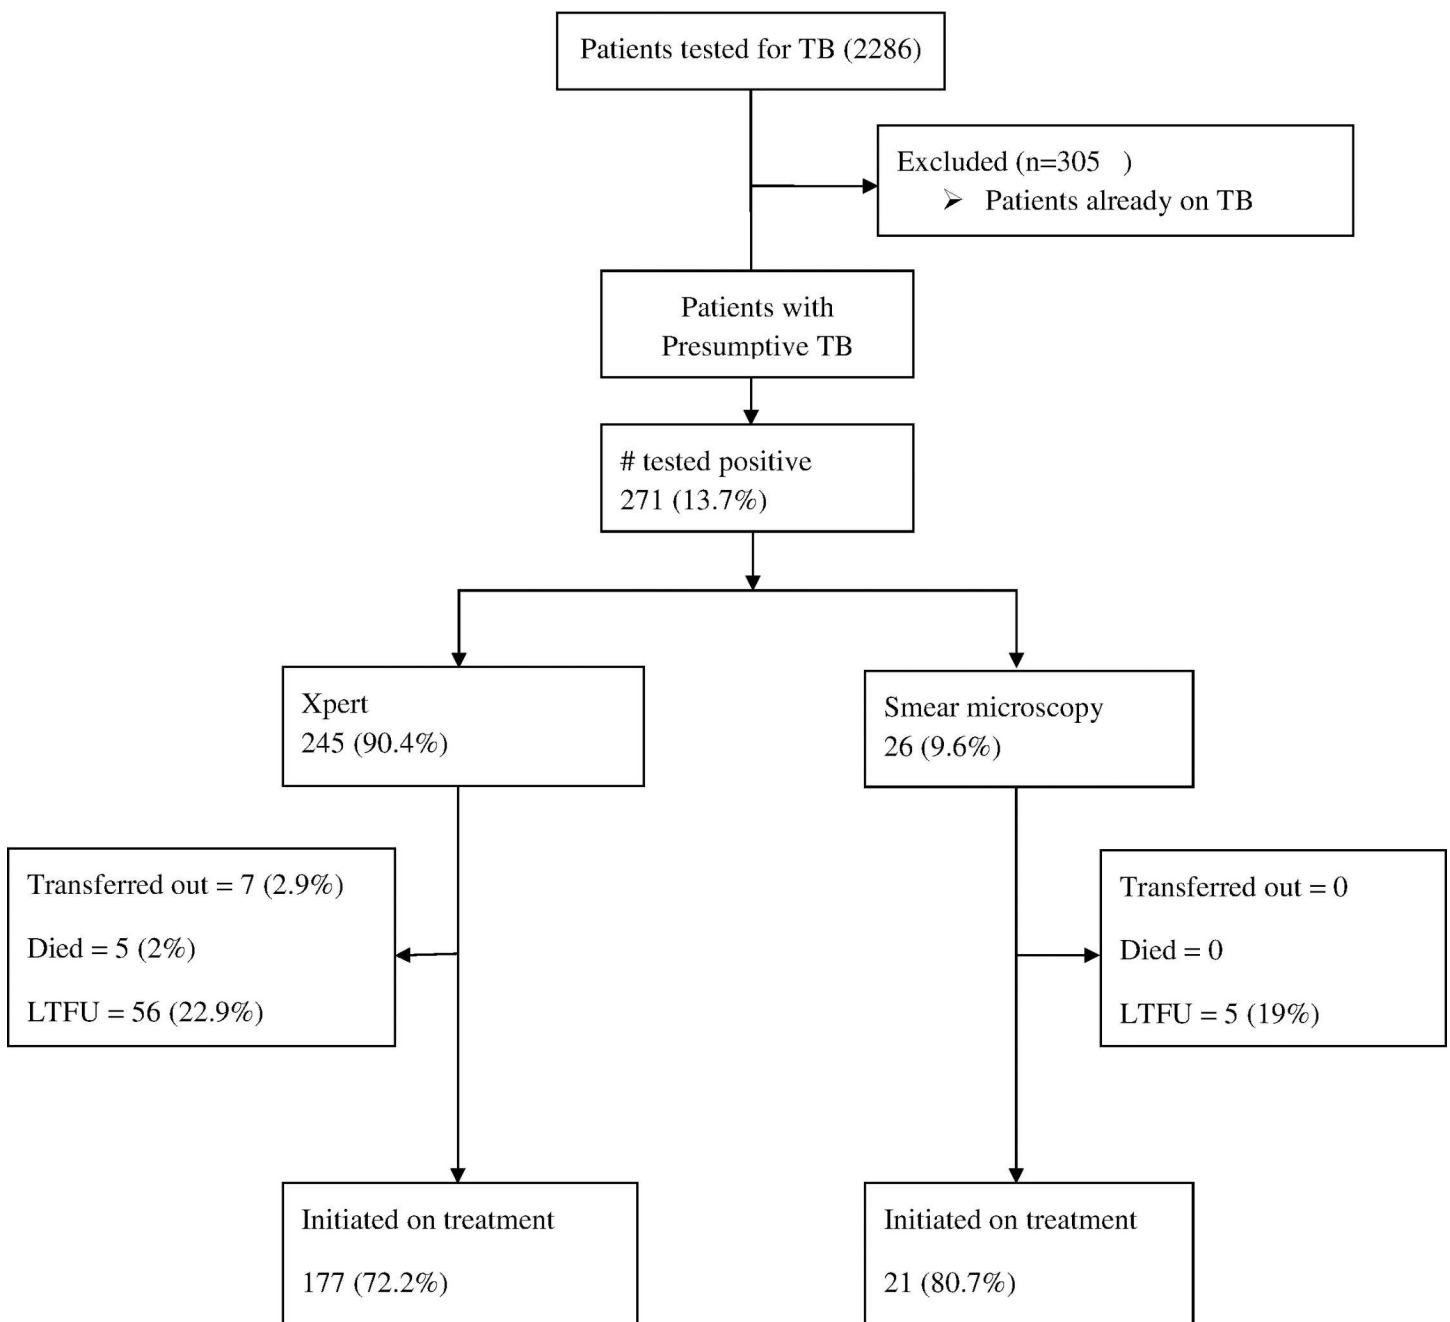 Patients tested for TB (2286)
Excluded (n=305 )
➢ Patients already on TB
Patients with
Presumptive TB
# tested positive
271 (13.7%)
Xpert
245 (90.4%)
Smear microscopy
26 (9.6%)
Transferred out = 7 (2.9%)
Died = 5 (2%)
LTFU = 56 (22.9%)
Transferred out = 0
Died = 0
LTFU = 5 (19%)
Initiated on treatment
177 (72.2%)
Initiated on treatment
21 (80.7%)